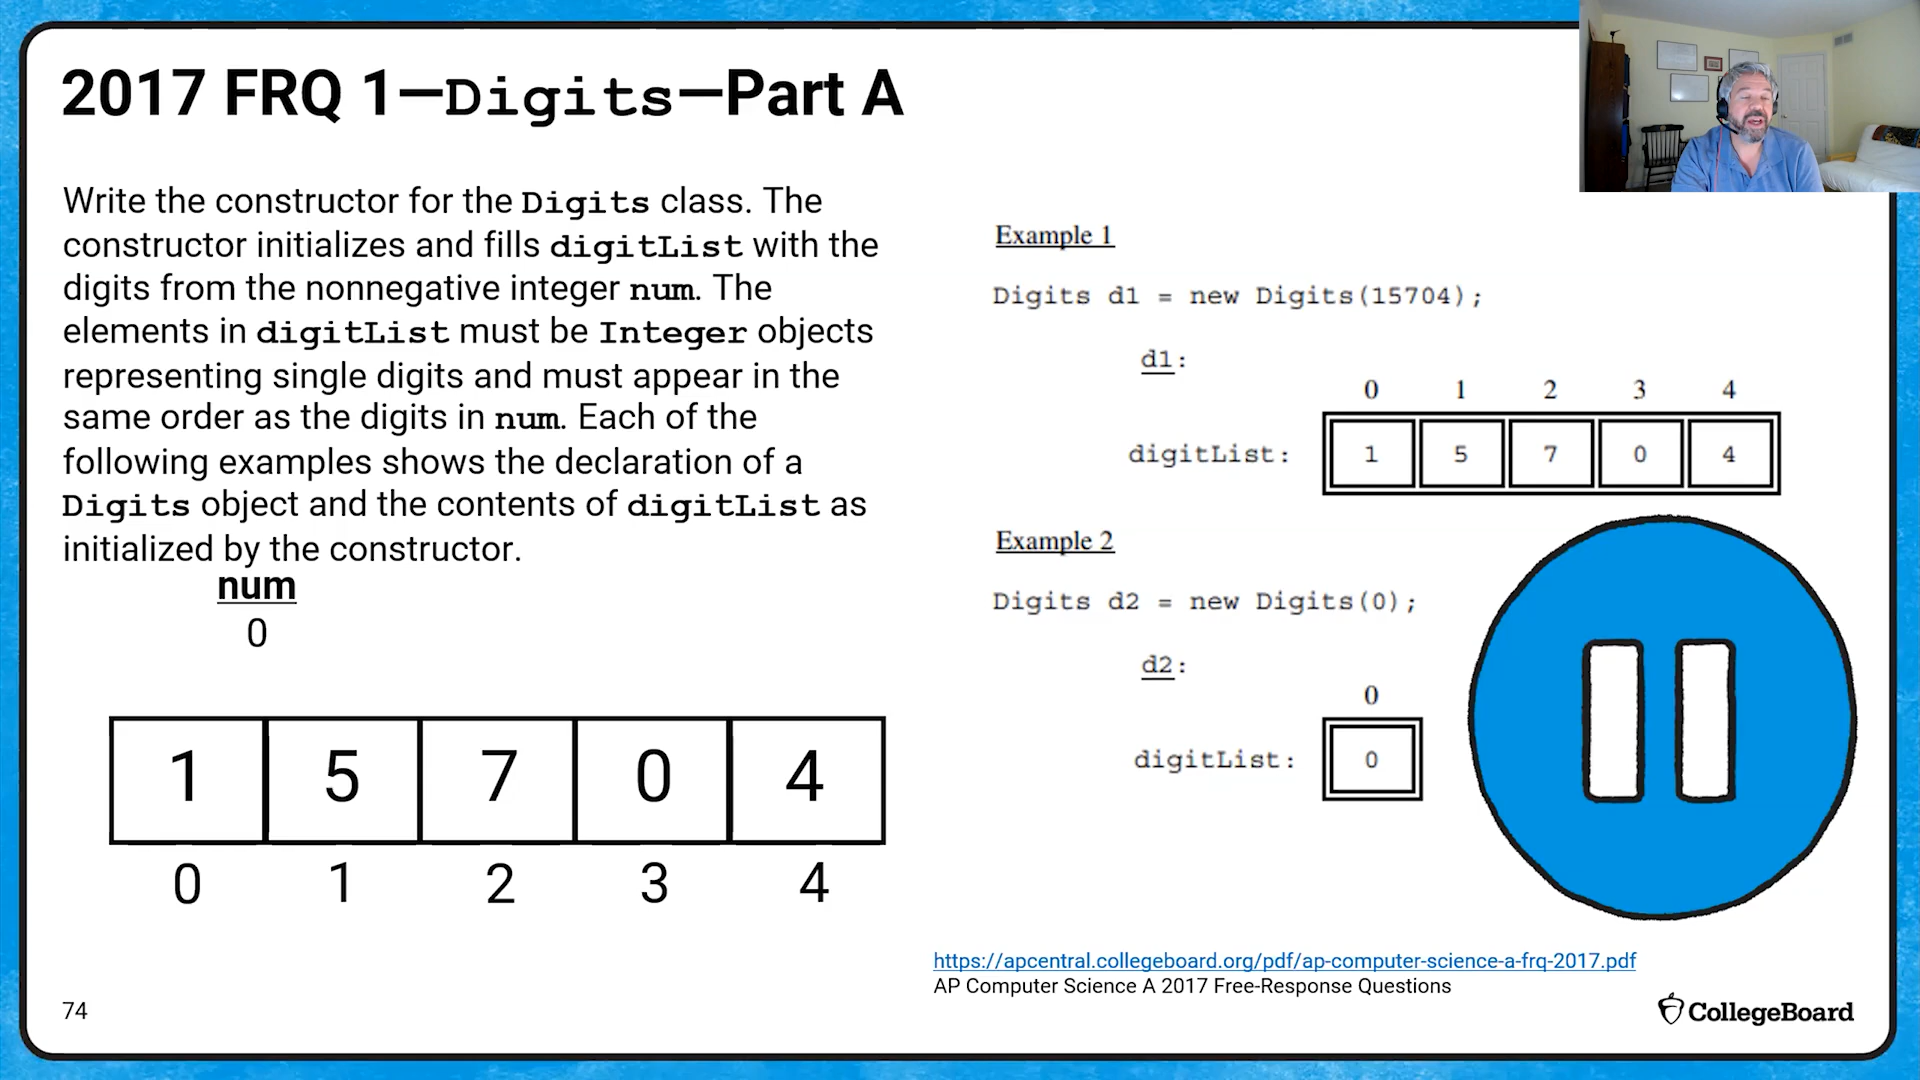 2017 FRQ 1—Digits—Part A
Write the constructor for the Digits class. The
constructor initializes and fills digitList with the
digits from the nonnegative integer num. The
elements in digitList must be Integer objects
representing single digits and must appear in the
same order as the digits in num. Each of the
following examples shows the declaration of a
Digits object and the contents of digitList as
initialized by the constructor.
num
0
1 5 7 0 4
0 1 2 3 4
Example 1
Digits d1 = new Digits(15704);
d1:
0 1 2 3 4
digitList: 1 5 7 0 4
Example 2
Digits d2 = new Digits(0);
d2:
0
digitList: 0
https://apcentral.collegeboard.org/pdf/ap-computer-science-a-frq-2017.pdf
AP Computer Science A 2017 Free-Response Questions
74
CollegeBoard